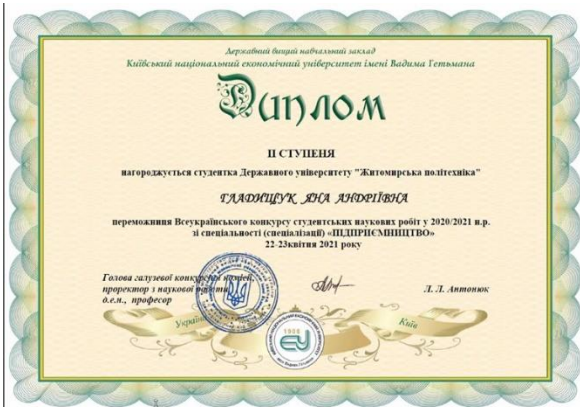 Державний вищий навчальний заклад
Київський національний економічний університет імені Вадима Гетьмана
Диплом
ІІ СТУПЕНЯ
нагороджується студентка Державного університету "Житомирська політехніка"
ГЛАДИЩУК ЯНА АНДРІЇВНА
переможниця Всеукраїнського конкурсу студентських наукових робіт у 2020/2021 н.р.
зі спеціальності (спеціалізації) «ПІДПРИЄМНИЦТВО»
22-23квітня 2021 року
Голова галузевої
проректор з наукової
д.е.н., професор
Л. Л. Антонюк
Україна
Київ
1906